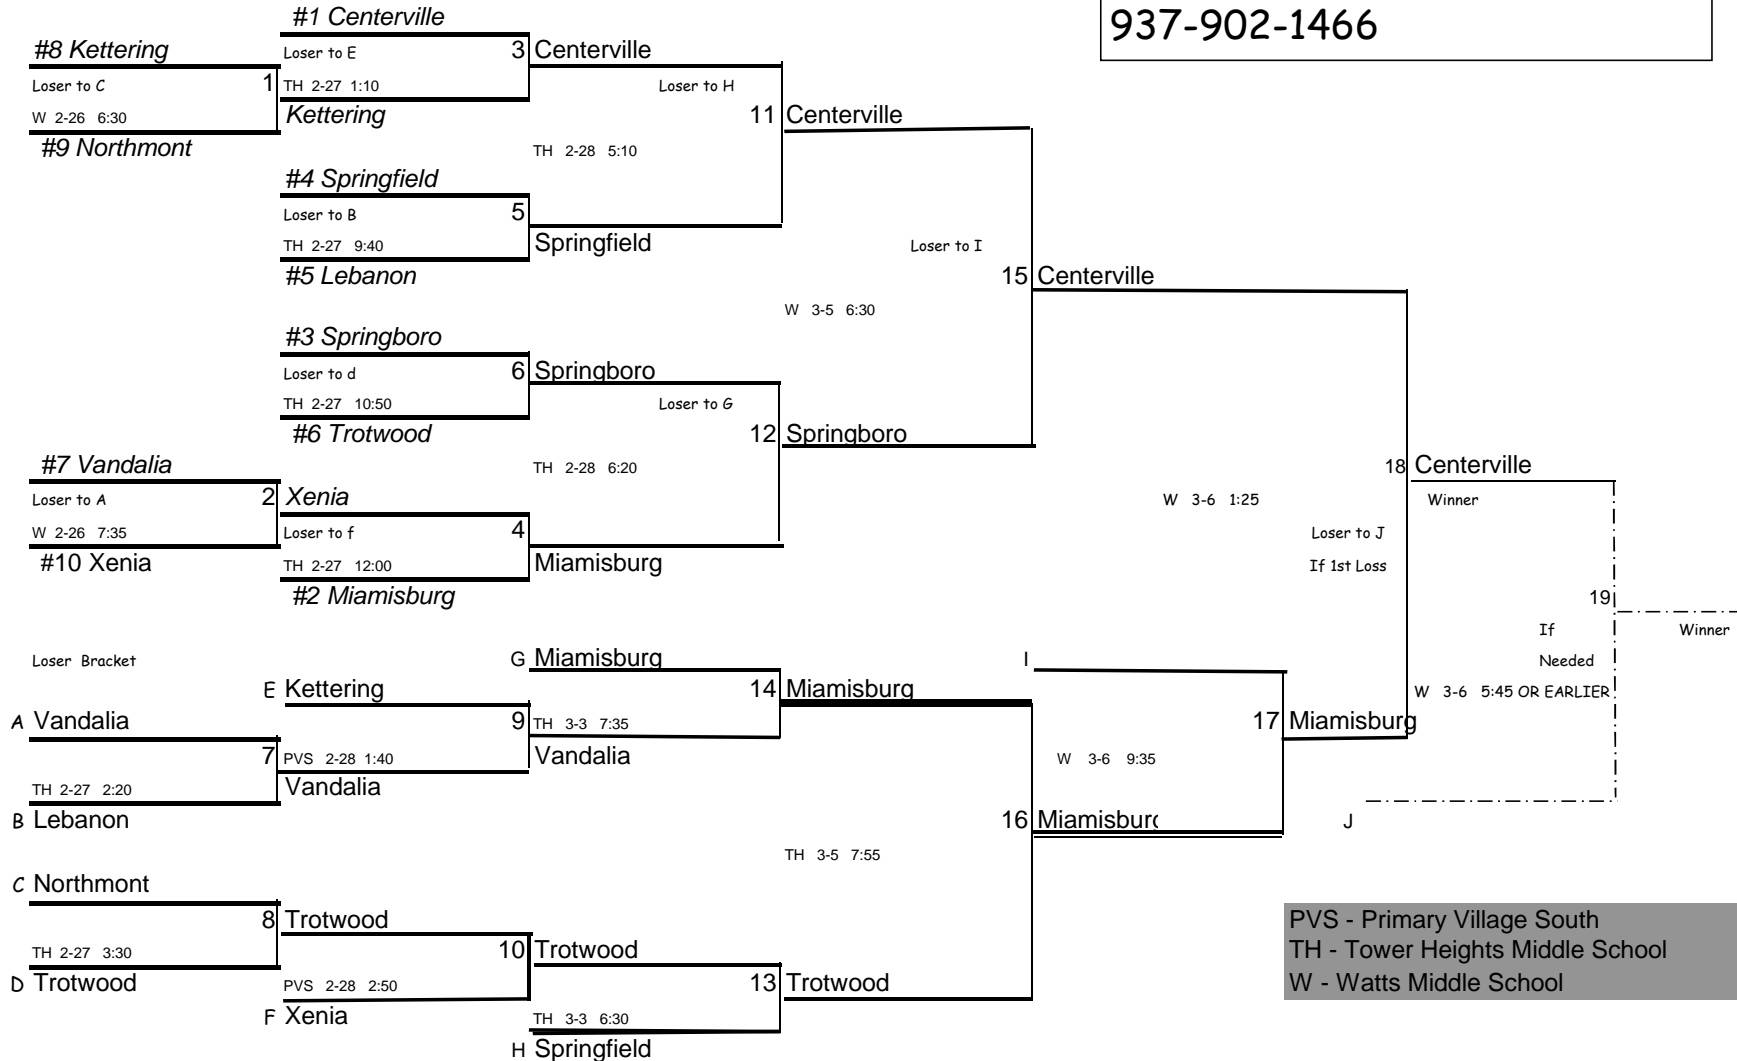 937-902-1466
#1 Centerville
#8 Kettering
Loser to E
3
Centerville
Loser to C
1
TH 2-27 1:10
Loser to H
W 2-26 6:30
Kettering
11
Centerville
#9 Northmont
TH 2-28 5:10
#4 Springfield
Loser to B
5
TH 2-27 9:40
Springfield
Loser to I
#5 Lebanon
15
Centerville
W 3-5 6:30
#3 Springboro
Loser to d
6
Springboro
TH 2-27 10:50
Loser to G
#6 Trotwood
12
Springboro
#7 Vandalia
TH 2-28 6:20
18
Centerville
Loser to A
2
Xenia
W 3-6 1:25
Winner
W 2-26 7:35
Loser to f
4
Loser to J
#10 Xenia
TH 2-27 12:00
Miamisburg
If 1st Loss
#2 Miamisburg
19
If
Winner
Loser Bracket
G
Miamisburg
I
Needed
E
Kettering
14
Miamisburg
W 3-6 5:45 OR EARLIER
A
Vandalia
9
TH 3-3 7:35
17
Miamisburg
7
PVS 2-28 1:40
Vandalia
W 3-6 9:35
TH 2-27 2:20
Vandalia
B
Lebanon
16
Miamisburg
J
TH 3-5 7:55
C
Northmont
8
Trotwood
PVS - Primary Village South
TH 2-27 3:30
10
Trotwood
TH - Tower Heights Middle School
D
Trotwood
PVS 2-28 2:50
13
Trotwood
W - Watts Middle School
F
Xenia
TH 3-3 6:30
H
Springfield